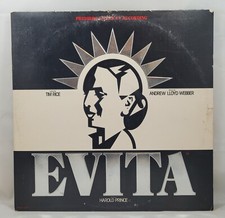 TIM RICE
ANDREW LLOYD WEBBER
EVITA
HAROLD PRINCE